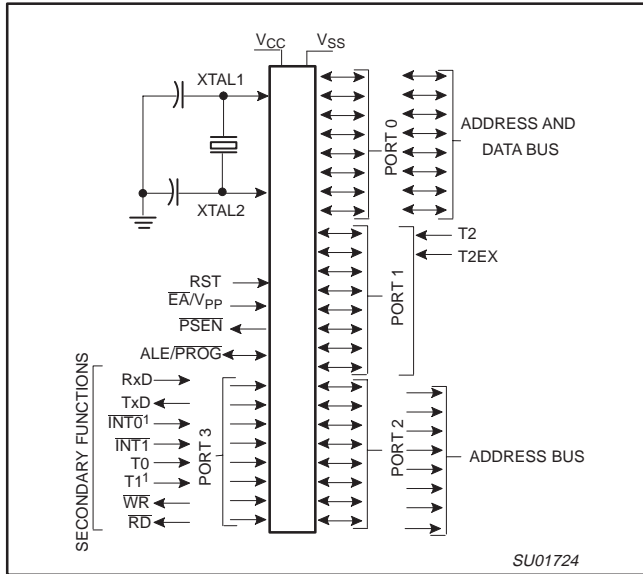 VCC VSS
XTAL1
XTAL2
PORT 0
ADDRESS AND
DATA BUS
T2
T2EX
PORT 1
RST
EA/VPP
PSEN
ALE/PROG
SECONDARY FUNCTIONS
RxD
TxD
INT0¹
INT1
T0
T1¹
WR
RD
PORT 3
PORT 2
ADDRESS BUS
SU01724